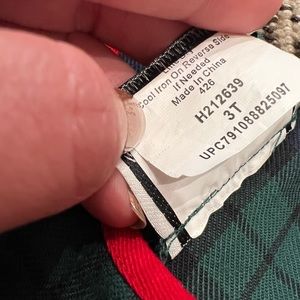 Cool Iron On Reverse Side
If Needed
Made In China
426
H212639
3T
UPC791088825097